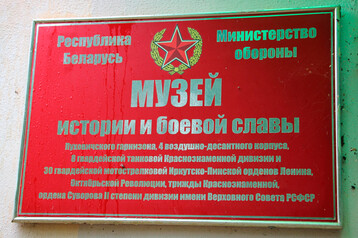 Республика
Беларусь
Министерство
обороны
МУЗЕЙ
истории и боевой славы
Пуховичского гарнизона, 4 воздушно-десантного корпуса,
8 гвардейской танковой Краснознаменной дивизии и
30 гвардейской мотострелковой Иркутско-Пинской орденов Ленина,
Октябрьской Революции, трижды Краснознаменной,
ордена Суворова II степени дивизии имени Верховного Совета РСФСР